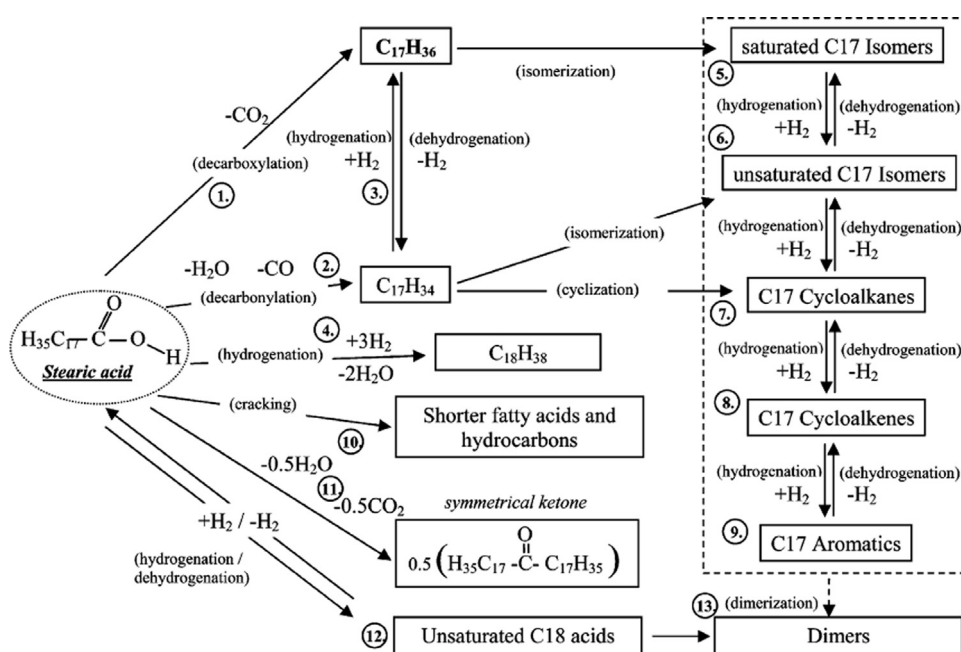 C17H36
saturated C17 Isomers
(isomerization)
5.
-CO2
(hydrogenation)
(dehydrogenation)
+H2
-H2
(hydrogenation)
(dehydrogenation)
+H2
-H2
6.
(decarboxylation)
1.
3.
unsaturated C17 Isomers
(isomerization)
(hydrogenation)
(dehydrogenation)
+H2
-H2
-H2O
-CO
2.
(decarbonylation)
C17H34
(cyclization)
C17 Cycloalkanes
7.
O
H35C17
C
O
H
Stearic acid
4.
+3H2
(hydrogenation)
-2H2O
C18H38
(hydrogenation)
(dehydrogenation)
+H2
-H2
8.
(cracking)
10.
Shorter fatty acids and
hydrocarbons
C17 Cycloalkenes
-0.5H2O
11.
-0.5CO2
symmetrical ketone
(hydrogenation)
(dehydrogenation)
+H2
-H2
9.
+H2 / -H2
(hydrogenation /
dehydrogenation)
O
0.5 (H35C17 -C- C17H35)
C17 Aromatics
13.
(dimerization)
12.
Unsaturated C18 acids
Dimers